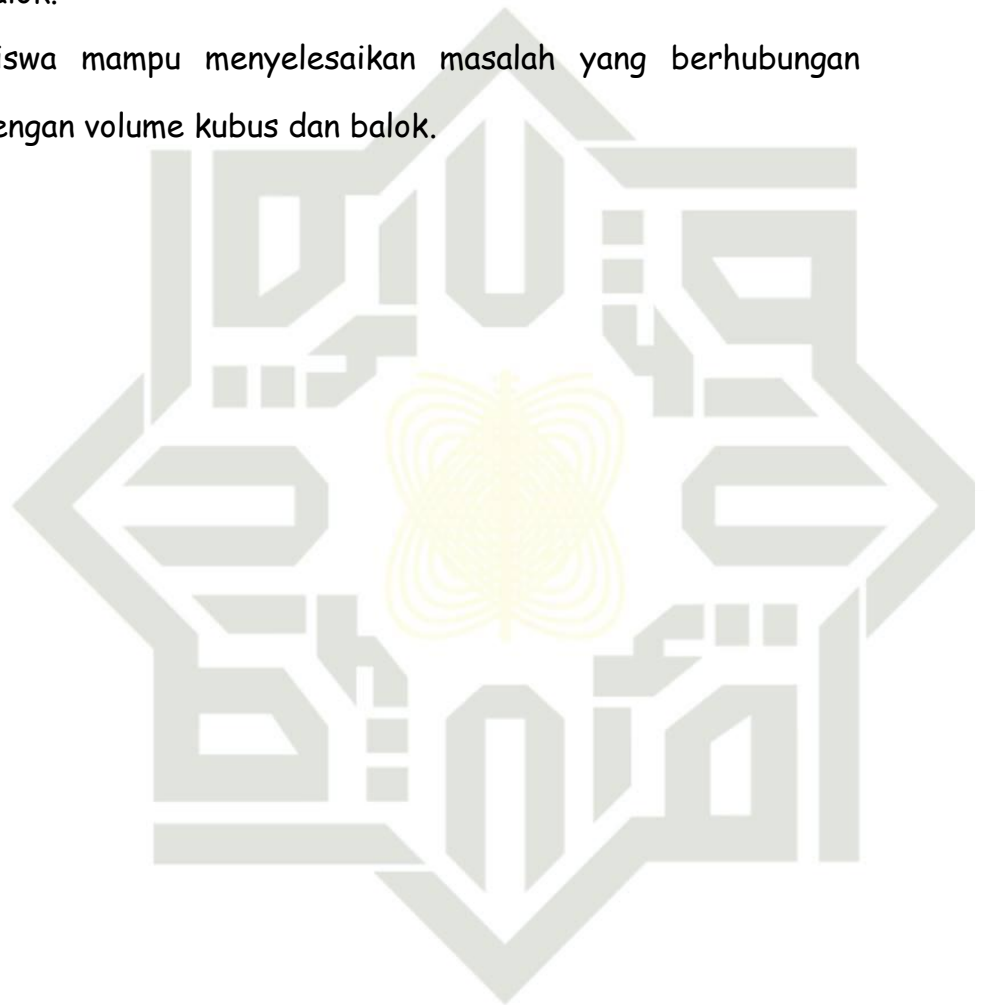 iswa mampu menyelesaikan masalah yang berhubungan
engan volume kubus dan balok.